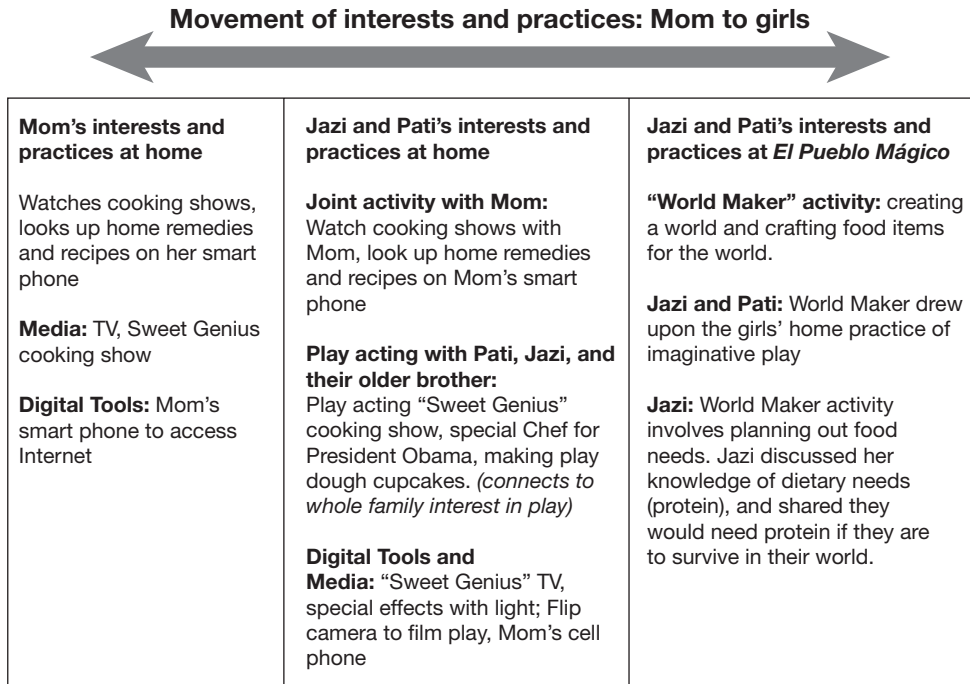 Movement of interests and practices: Mom to girls
Mom's interests and
practices at home
Watches cooking shows,
looks up home remedies
and recipes on her smart
phone
Media: TV, Sweet Genius
cooking show
Digital Tools: Mom's
smart phone to access
Internet
Jazi and Pati's interests and
practices at home
Joint activity with Mom:
Watch cooking shows with
Mom, look up home remedies
and recipes on Mom's smart
phone
Play acting with Pati, Jazi, and
their older brother:
Play acting “Sweet Genius”
cooking show, special Chef for
President Obama, making play
dough cupcakes. (connects to
whole family interest in play)
Digital Tools and
Media: “Sweet Genius” TV,
special effects with light; Flip
camera to film play, Mom's cell
phone
Jazi and Pati's interests and
practices at El Pueblo Mágico
“World Maker” activity: creating
a world and crafting food items
for the world.
Jazi and Pati: World Maker drew
upon the girls' home practice of
imaginative play
Jazi: World Maker activity
involves planning out food
needs. Jazi discussed her
knowledge of dietary needs
(protein), and shared they
would need protein if they are
to survive in their world.